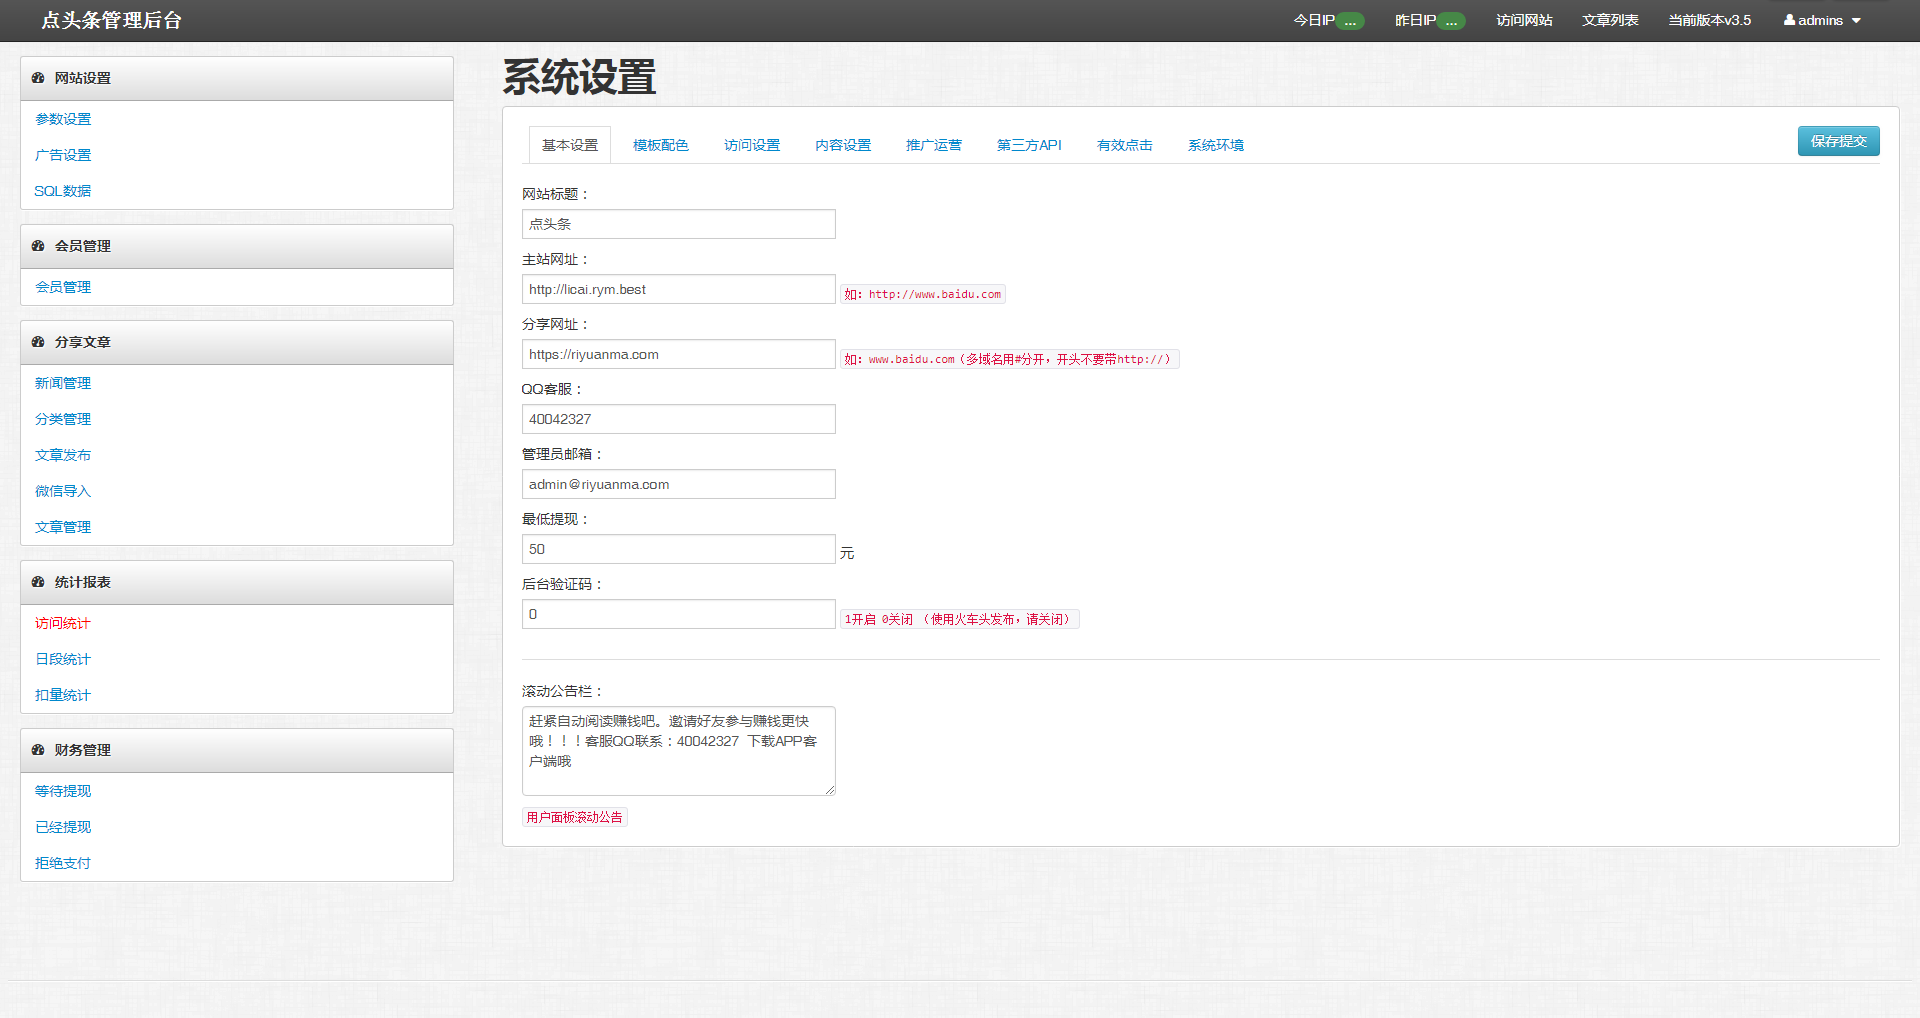 点头条管理后台
今日IP ... 昨日IP ... 访问网站 文章列表 当前版本v3.5 admins
网站设置
参数设置
广告设置
SQL数据
会员管理
会员管理
分享文章
新闻管理
分类管理
文章发布
微信导入
文章管理
统计报表
访问统计
日段统计
扣量统计
财务管理
等待提现
已经提现
拒绝支付
系统设置
基本设置 模板配色 访问设置 内容设置 推广运营 第三方API 有效点击 系统环境 保存提交
网站标题：
点头条
主站网址：
http://licai.rym.best 如：http://www.baidu.com
分享网址：
https://riyuanma.com 如：www.baidu.com（多域名用#分开，开头不要带http://）
QQ客服：
40042327
管理员邮箱：
admin@riyuanma.com
最低提现：
50 元
后台验证码：
0 1开启 0关闭 （使用火车头发布，请关闭）
滚动公告栏：
赶紧自动阅读赚钱吧。邀请好友参与赚钱更快
哦！！！客服QQ联系：40042327 下载APP客
户端哦
用户面板滚动公告